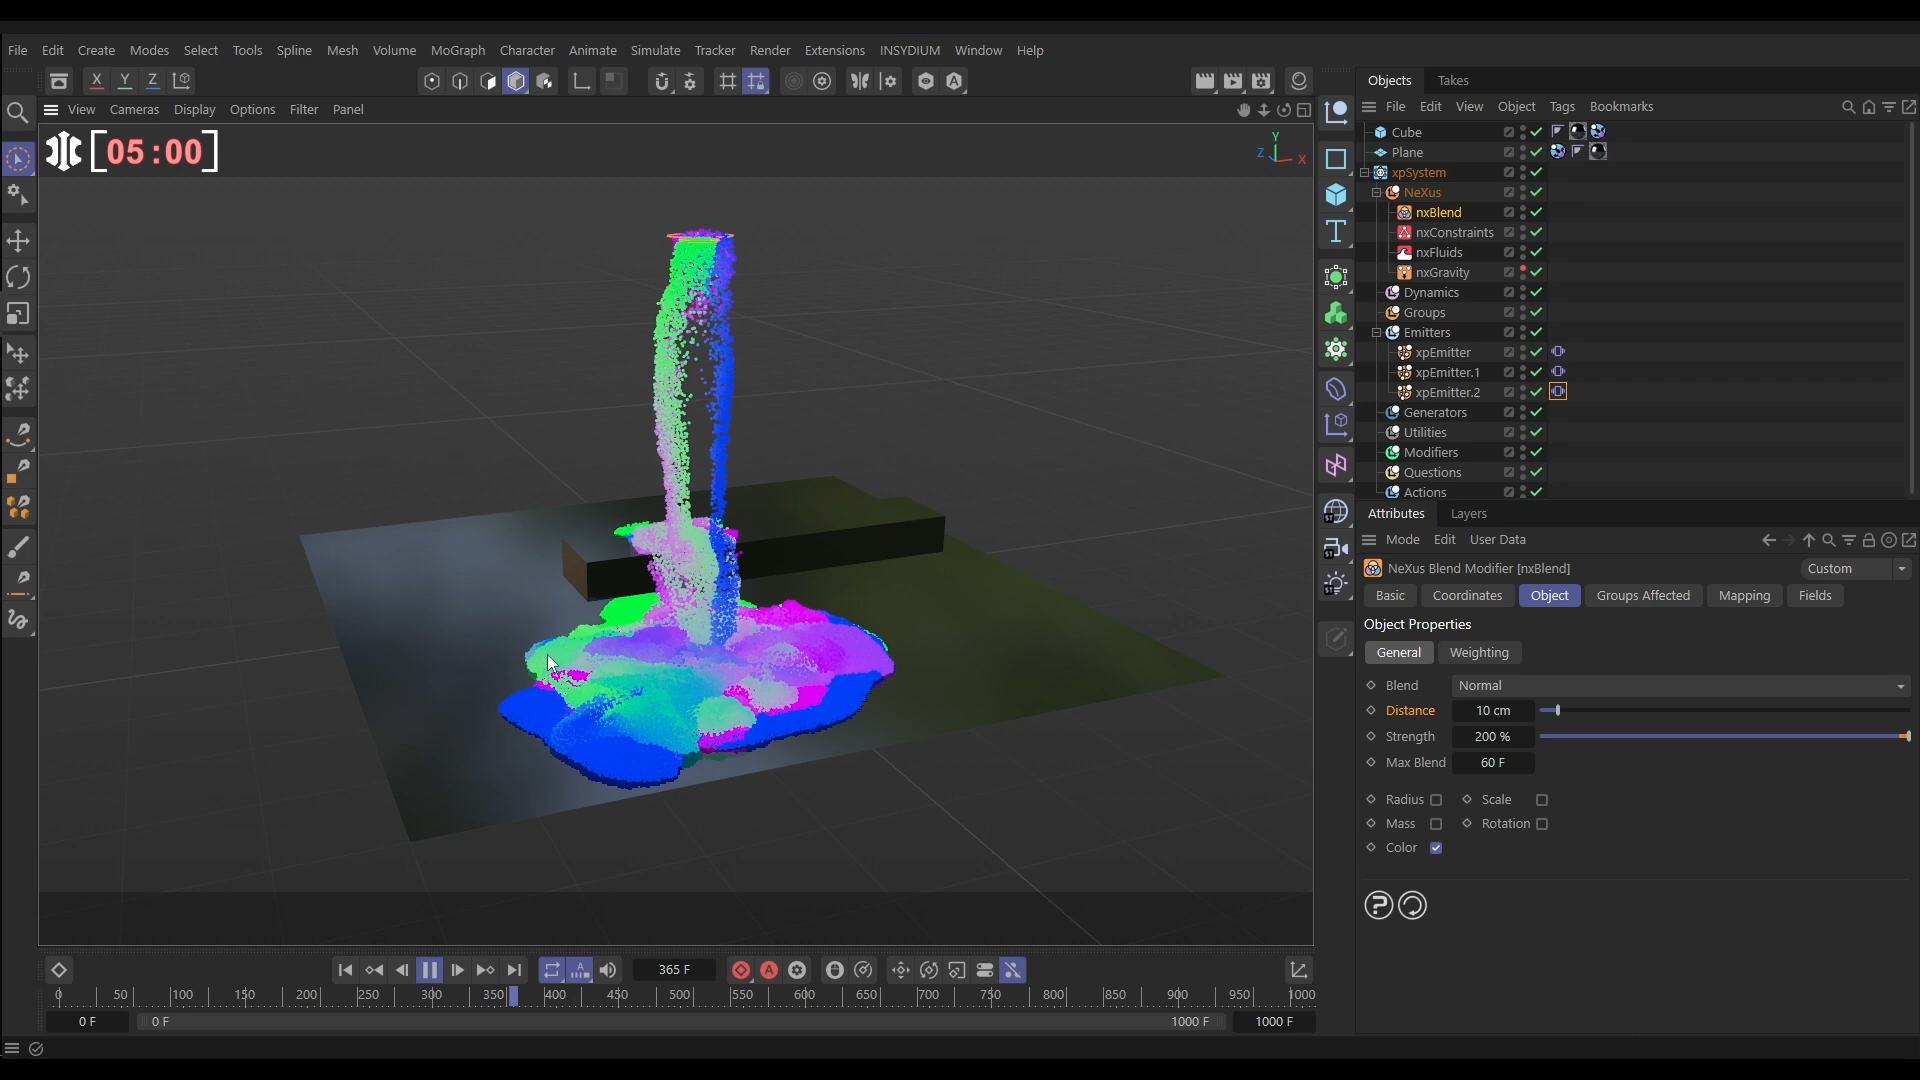 File Edit Create Modes Select Tools Spline Mesh Volume MoGraph Character Animate Simulate Tracker Render Extensions INSYDIUM Window Help
X Y Z
View Cameras Display Options Filter Panel
[05:00]
Y
Z X
Objects Takes
File Edit View Object Tags Bookmarks
Cube
Plane
xpSystem
NeXus
nxBlend
nxConstraints
nxFluids
nxGravity
Dynamics
Groups
Emitters
xpEmitter
xpEmitter.1
xpEmitter.2
Generators
Utilities
Modifiers
Questions
Actions
Attributes Layers
Mode Edit User Data
NeXus Blend Modifier [nxBlend] Custom
Basic Coordinates Object Groups Affected Mapping Fields
Object Properties
General Weighting
Blend Normal
Distance 10 cm
Strength 200 %
Max Blend 60 F
Radius Scale
Mass Rotation
Color
365 F
0 50 100 150 200 250 300 350 400 450 500 550 600 650 700 750 800 850 900 950 1000
0 F 0 F 1000 F 1000 F